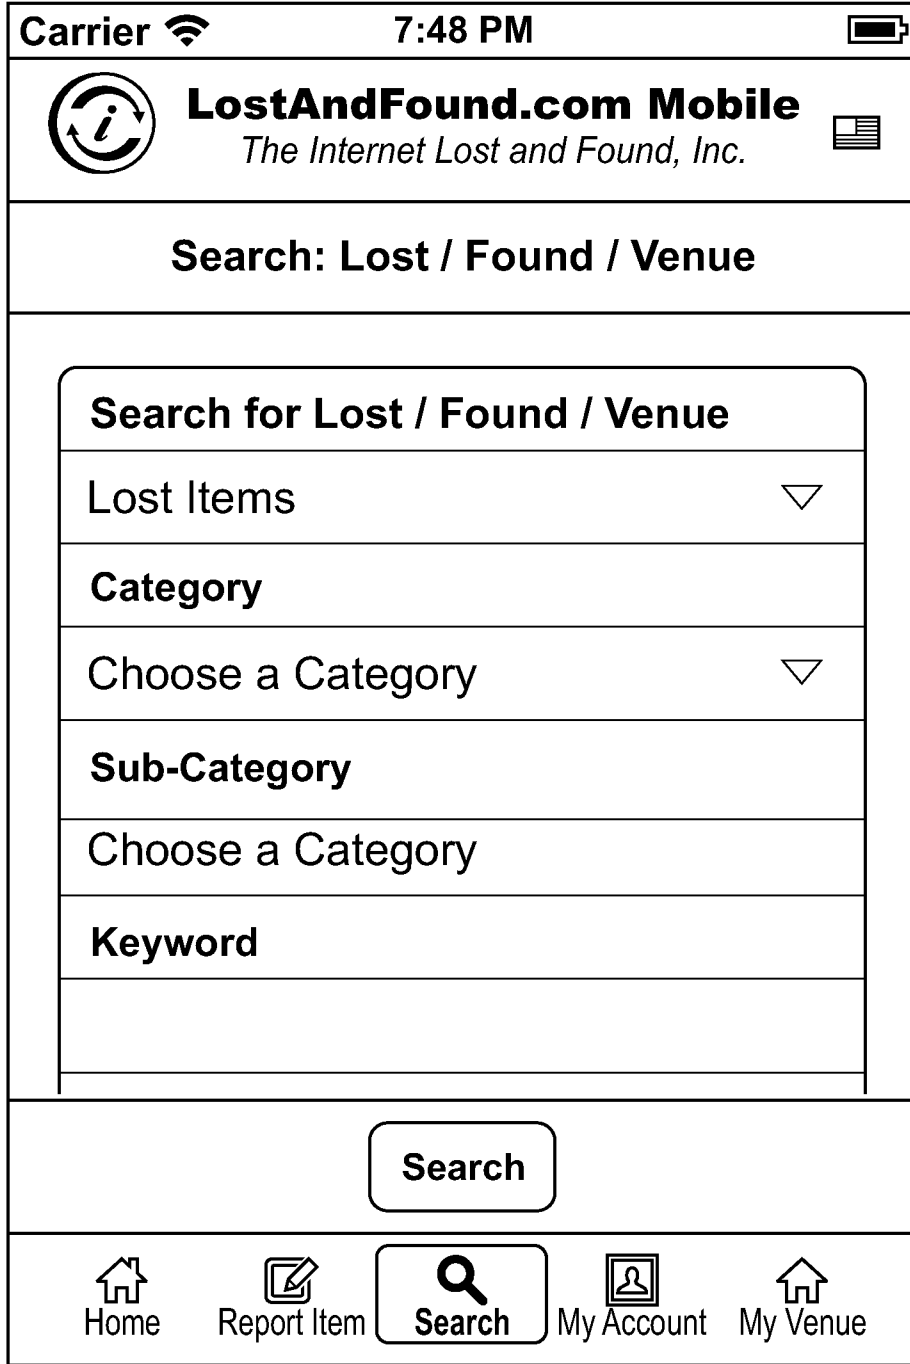 Carrier 7:48 PM
i
LostAndFound.com Mobile
The Internet Lost and Found, Inc.
Search: Lost / Found / Venue
Search for Lost / Found / Venue
Lost Items
Category
Choose a Category
Sub-Category
Choose a Category
Keyword
Search
Home Report Item Search My Account My Venue